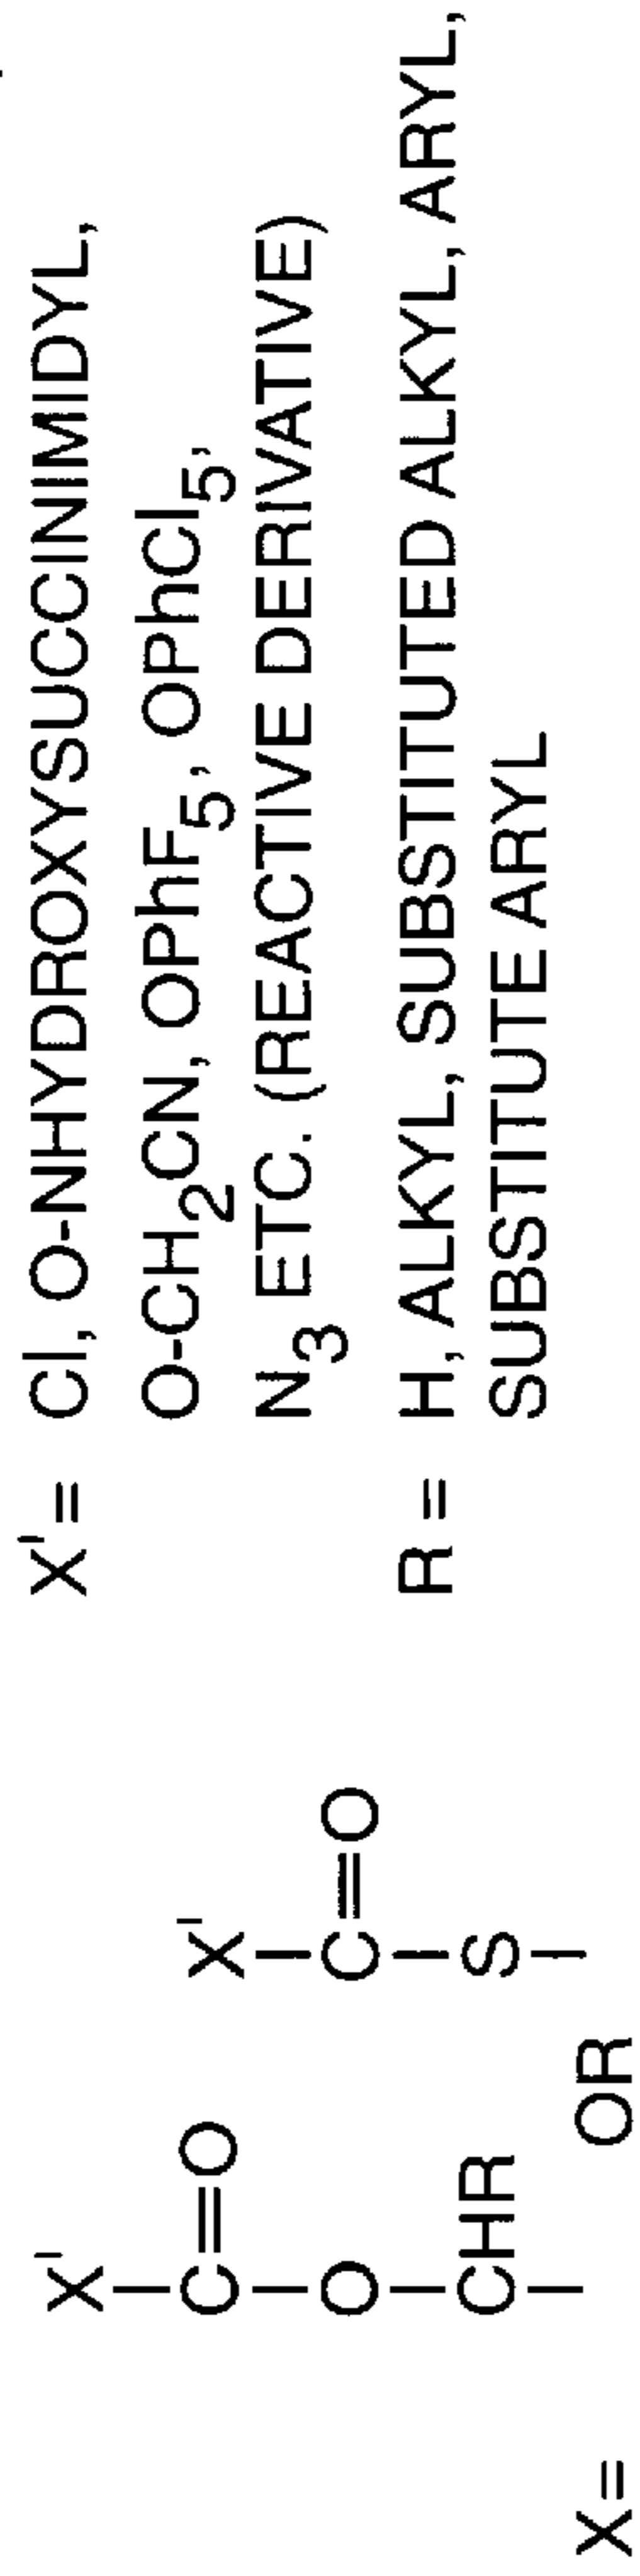 X' = Cl, O-NHYDROXYSUCCINIMIDYL,
O-CH2CN, OPhF5, OPhCl5,
N3 ETC. (REACTIVE DERIVATIVE)
R = H, ALKYL, SUBSTITUTED ALKYL, ARYL,
SUBSTITUTE ARYL
X'
C=O
O
CHR
X'
C=O
S
X= OR